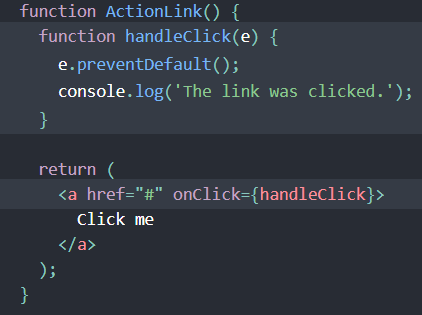 function ActionLink() {
  function handleClick(e) {
    e.preventDefault();
    console.log('The link was clicked.');
  }

  return (
    <a href="#" onClick={handleClick}>
      Click me
    </a>
  );
}